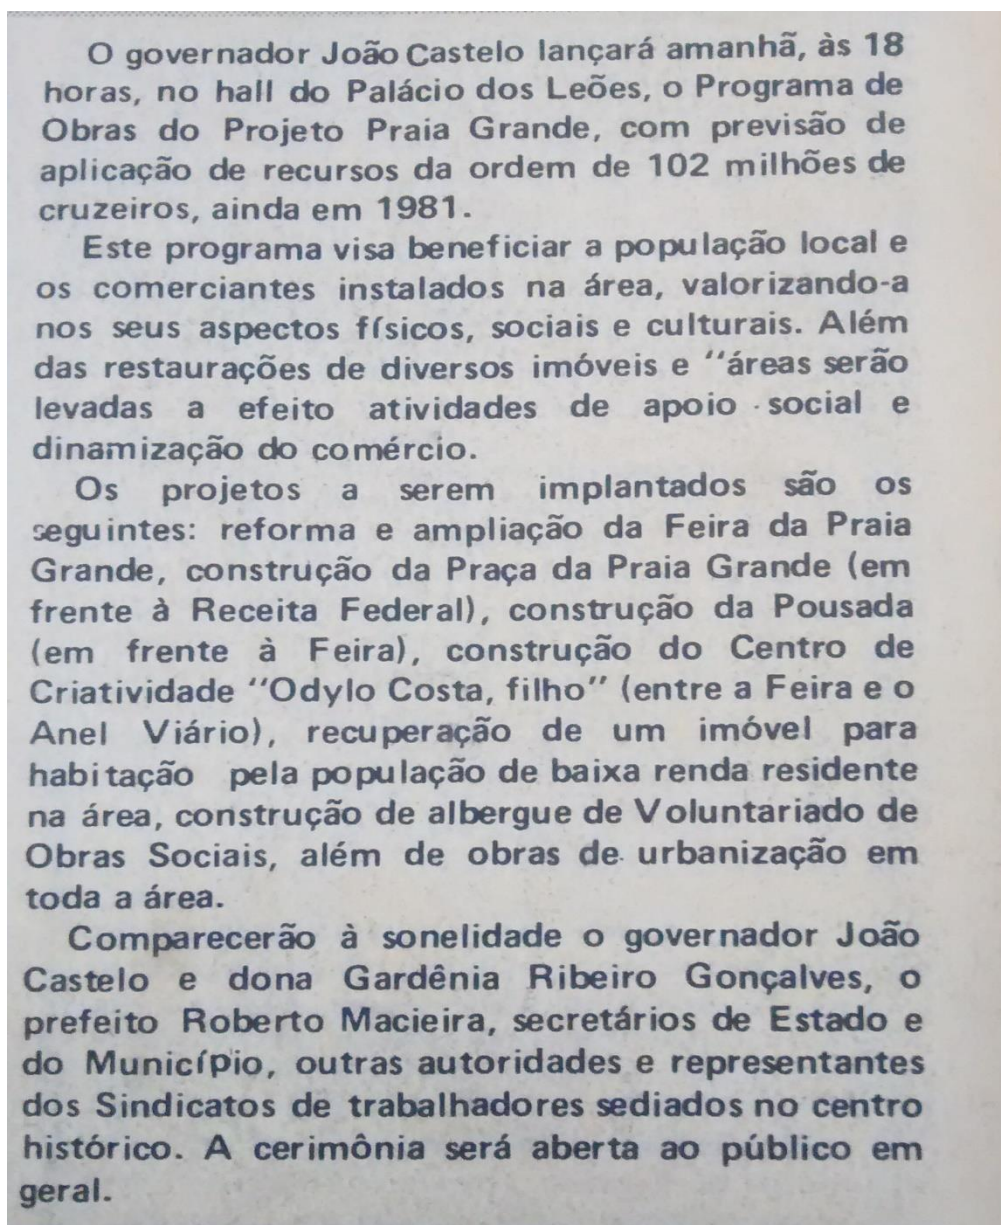 O governador João Castelo lançará amanhã, às 18
horas, no hall do Palácio dos Leões, o Programa de
Obras do Projeto Praia Grande, com previsão de
aplicação de recursos da ordem de 102 milhões de
cruzeiros, ainda em 1981.
Este programa visa beneficiar a população local e
os comerciantes instalados na área, valorizando-a
nos seus aspectos físicos, sociais e culturais. Além
das restaurações de diversos imóveis e "áreas serão
levadas a efeito atividades de apoio social e
dinamização do comércio.
Os projetos a serem implantados são os
seguintes: reforma e ampliação da Feira da Praia
Grande, construção da Praça da Praia Grande (em
frente à Receita Federal), construção da Pousada
(em frente à Feira), construção do Centro de
Criatividade "Odylo Costa, filho" (entre a Feira e o
Anel Viário), recuperação de um imóvel para
habitação pela população de baixa renda residente
na área, construção de albergue de Voluntariado de
Obras Sociais, além de obras de urbanização em
toda a área.
Comparecerão à sonelidade o governador João
Castelo e dona Gardênia Ribeiro Gonçalves, o
prefeito Roberto Macieira, secretários de Estado e
do Município, outras autoridades e representantes
dos Sindicatos de trabalhadores sediados no centro
histórico. A cerimônia será aberta ao público em
geral.